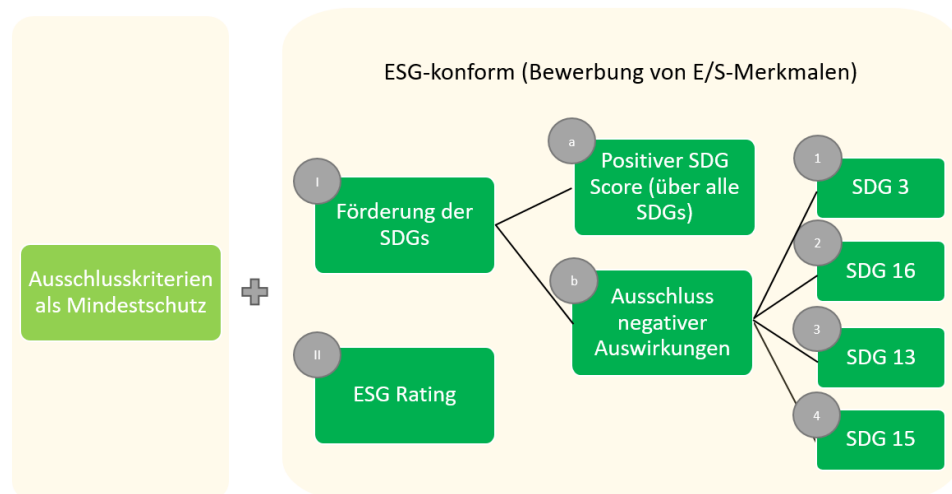 ESG-konform (Bewerbung von E/S-Merkmalen)
Ausschlusskriterien
als Mindestschutz
I
Förderung der
SDGs
II
ESG Rating
a
Positiver SDG
Score (über alle
SDGs)
b
Ausschluss
negativer
Auswirkungen
1
SDG 3
2
SDG 16
3
SDG 13
4
SDG 15